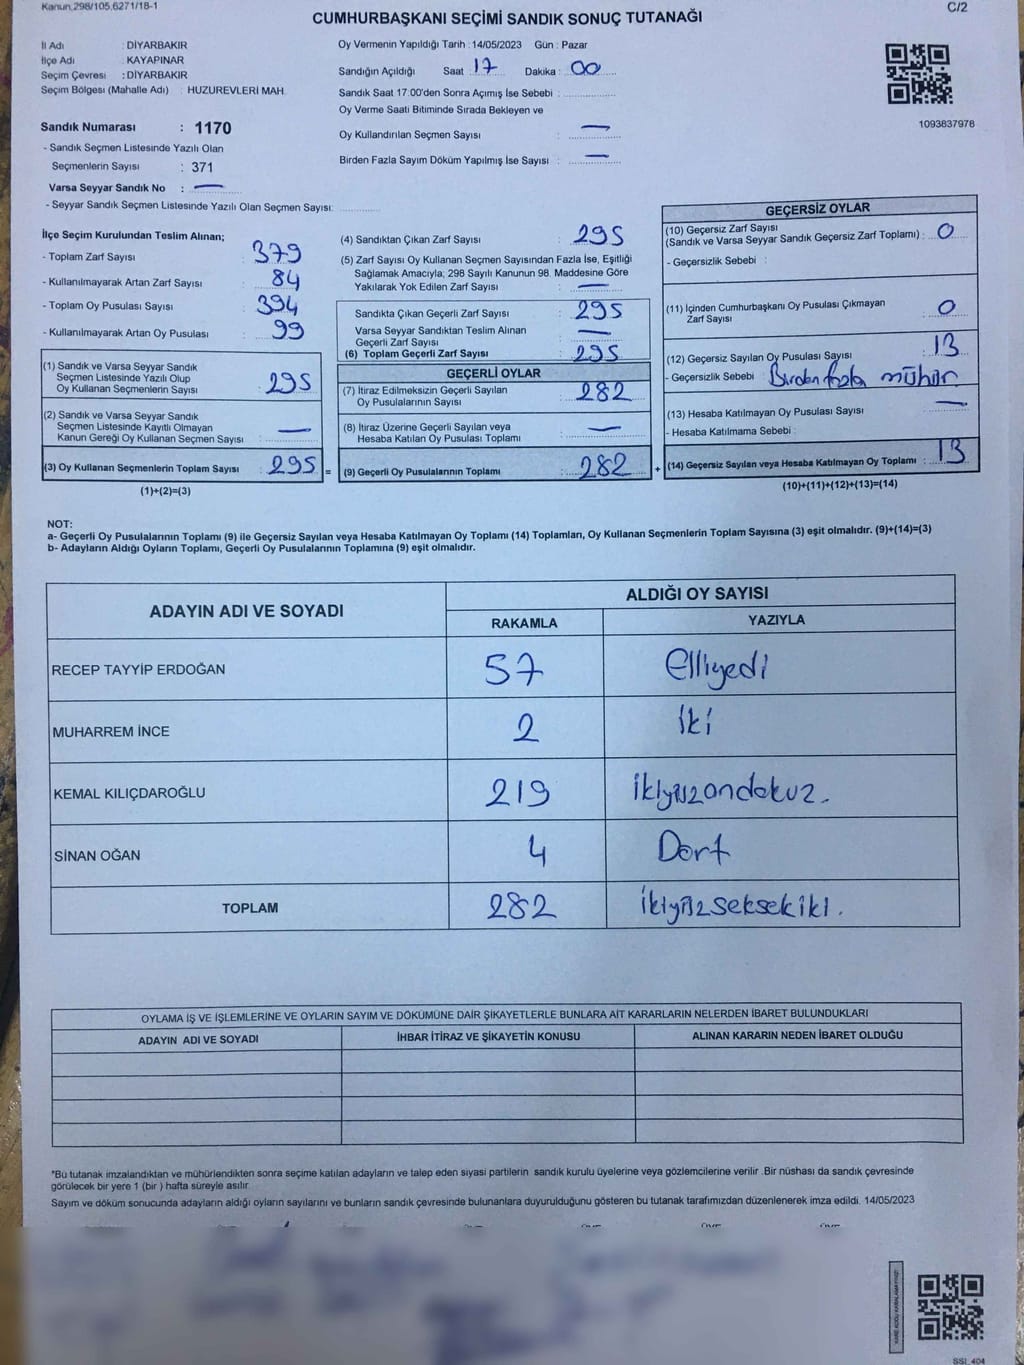 Kanun.298/105.6271/18-1
C/2
CUMHURBAŞKANI SEÇİMİ SANDIK SONUÇ TUTANAĞI
İl Adı : DİYARBAKIR
İlçe Adı : KAYAPINAR
Seçim Çevresi : DİYARBAKIR
Seçim Bölgesi (Mahalle Adı) : HUZUREVLERİ MAH.
Sandık Numarası : 1170
- Sandık Seçmen Listesinde Yazılı Olan
Seçmenlerin Sayısı : 371
Varsa Seyyar Sandık No : —
- Seyyar Sandık Seçmen Listesinde Yazılı Olan Seçmen Sayısı: ..............
Oy Vermenin Yapıldığı Tarih : 14/05/2023 Gün : Pazar
Sandığın Açıldığı Saat 17 Dakika : 00
Sandık Saat 17:00'den Sonra Açımış İse Sebebi : ..............
Oy Verme Saati Bitiminde Sırada Bekleyen ve
Oy Kullandırılan Seçmen Sayısı : —
Birden Fazla Sayım Döküm Yapılmış İse Sayısı : —
1093837976
İlçe Seçim Kurulundan Teslim Alınan;
- Toplam Zarf Sayısı : 379
- Kullanılmayarak Artan Zarf Sayısı : 84
- Toplam Oy Pusulası Sayısı : 394
- Kullanılmayarak Artan Oy Pusulası : 99
(1) Sandık ve Varsa Seyyar Sandık
Seçmen Listesinde Yazılı Olup
Oy Kullanan Seçmenlerin Sayısı : 295
(2) Sandık ve Varsa Seyyar Sandık
Seçmen Listesinde Kayıtlı Olmayan
Kanun Gereği Oy Kullanan Seçmen Sayısı : —
(3) Oy Kullanan Seçmenlerin Toplam Sayısı : 295 =
(1)+(2)=(3)
(4) Sandıktan Çıkan Zarf Sayısı : 295
(5) Zarf Sayısı Oy Kullanan Seçmen Sayısından Fazla İse, Eşitliği
Sağlamak Amacıyla; 298 Sayılı Kanunun 98. Maddesine Göre
Yakılarak Yok Edilen Zarf Sayısı : —
Sandıkta Çıkan Geçerli Zarf Sayısı : 295
Varsa Seyyar Sandıktan Teslim Alınan
Geçerli Zarf Sayısı : —
(6) Toplam Geçerli Zarf Sayısı : 295
GEÇERLİ OYLAR
(7) İtiraz Edilmeksizin Geçerli Sayılan
Oy Pusulalarının Sayısı : 282
(8) İtiraz Üzerine Geçerli Sayılan veya
Hesaba Katılan Oy Pusulası Toplamı : —
(9) Geçerli Oy Pusulalarının Toplamı : 282 +
GEÇERSİZ OYLAR
(10) Geçersiz Zarf Sayısı
(Sandık ve Varsa Seyyar Sandık Geçersiz Zarf Toplamı) : 0
- Geçersizlik Sebebi :
(11) İçinden Cumhurbaşkanı Oy Pusulası Çıkmayan
Zarf Sayısı : 0
(12) Geçersiz Sayılan Oy Pusulası Sayısı : 13
- Geçersizlik Sebebi : Birden fazla mühür
(13) Hesaba Katılmayan Oy Pusulası Sayısı : —
- Hesaba Katılmama Sebebi :
(14) Geçersiz Sayılan veya Hesaba Katılmayan Oy Toplamı : 13
(10)+(11)+(12)+(13)=(14)
NOT:
a- Geçerli Oy Pusulalarının Toplamı (9) ile Geçersiz Sayılan veya Hesaba Katılmayan Oy Toplamı (14) Toplamları, Oy Kullanan Seçmenlerin Toplam Sayısına (3) eşit olmalıdır. (9)+(14)=(3)
b- Adayların Aldığı Oyların Toplamı, Geçerli Oy Pusulalarının Toplamına (9) eşit olmalıdır.
ADAYIN ADI VE SOYADI
ALDIĞI OY SAYISI
RAKAMLA YAZIYLA
RECEP TAYYİP ERDOĞAN 57 Elliyedi
MUHARREM İNCE 2 iki
KEMAL KILIÇDAROĞLU 219 ikiyüzondokuz.
SİNAN OĞAN 4 Dört
TOPLAM 282 ikiyüzseksekiki.
OYLAMA İŞ VE İŞLEMLERİNE VE OYLARIN SAYIM VE DÖKÜMÜNE DAİR ŞİKAYETLERLE BUNLARA AİT KARARLARIN NELERDEN İBARET BULUNDUKLARI
ADAYIN ADI VE SOYADI İHBAR İTİRAZ VE ŞİKAYETİN KONUSU ALINAN KARARIN NEDEN İBARET OLDUĞU
*Bu tutanak imzalandıktan ve mühürlendikten sonra seçime katılan adayların ve talep eden siyasi partilerin sandık kurulu üyelerine veya gözlemcilerine verilir .Bir nüshası da sandık çevresinde
görülecek bir yere 1 (bir ) hafta süreyle asılır.
Sayım ve döküm sonucunda adayların aldığı oyların sayılarını ve bunların sandık çevresinde bulunanlara duyurulduğunu gösteren bu tutanak tarafımızdan düzenlenerek imza edildi. 14/05/2023
SSI_404